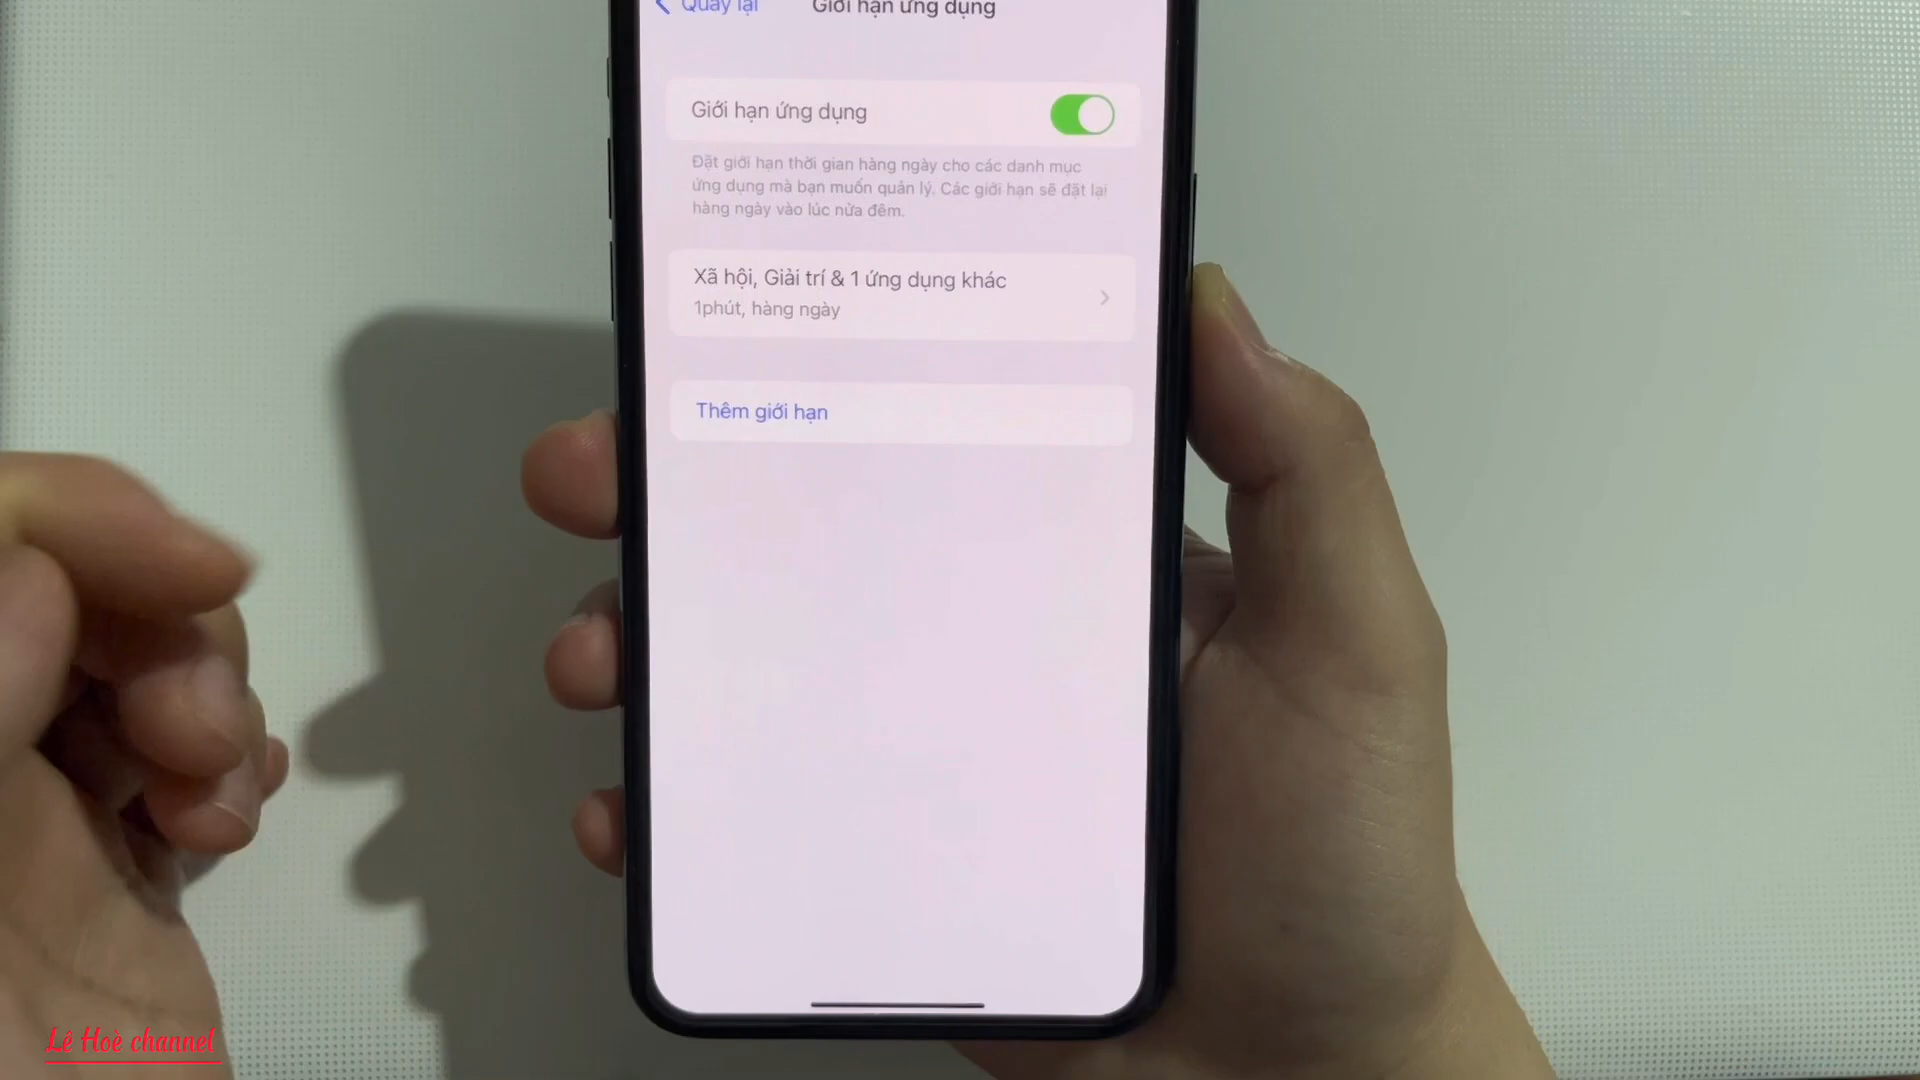 Quay lại
Giới hạn ứng dụng
Giới hạn ứng dụng
Đặt giới hạn thời gian hàng ngày cho các danh mục
ứng dụng mà bạn muốn quản lý. Các giới hạn sẽ đặt lại
hàng ngày vào lúc nửa đêm.
Xã hội, Giải trí & 1 ứng dụng khác
1phút, hàng ngày
Thêm giới hạn
Lê Hoè channel